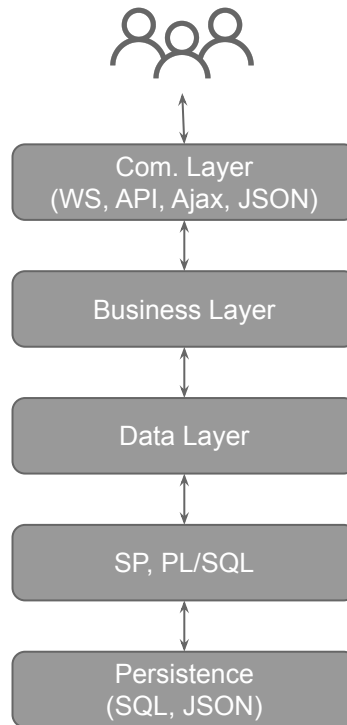 Com. Layer
(WS, API, Ajax, JSON)
Business Layer
Data Layer
SP, PL/SQL
Persistence
(SQL, JSON)